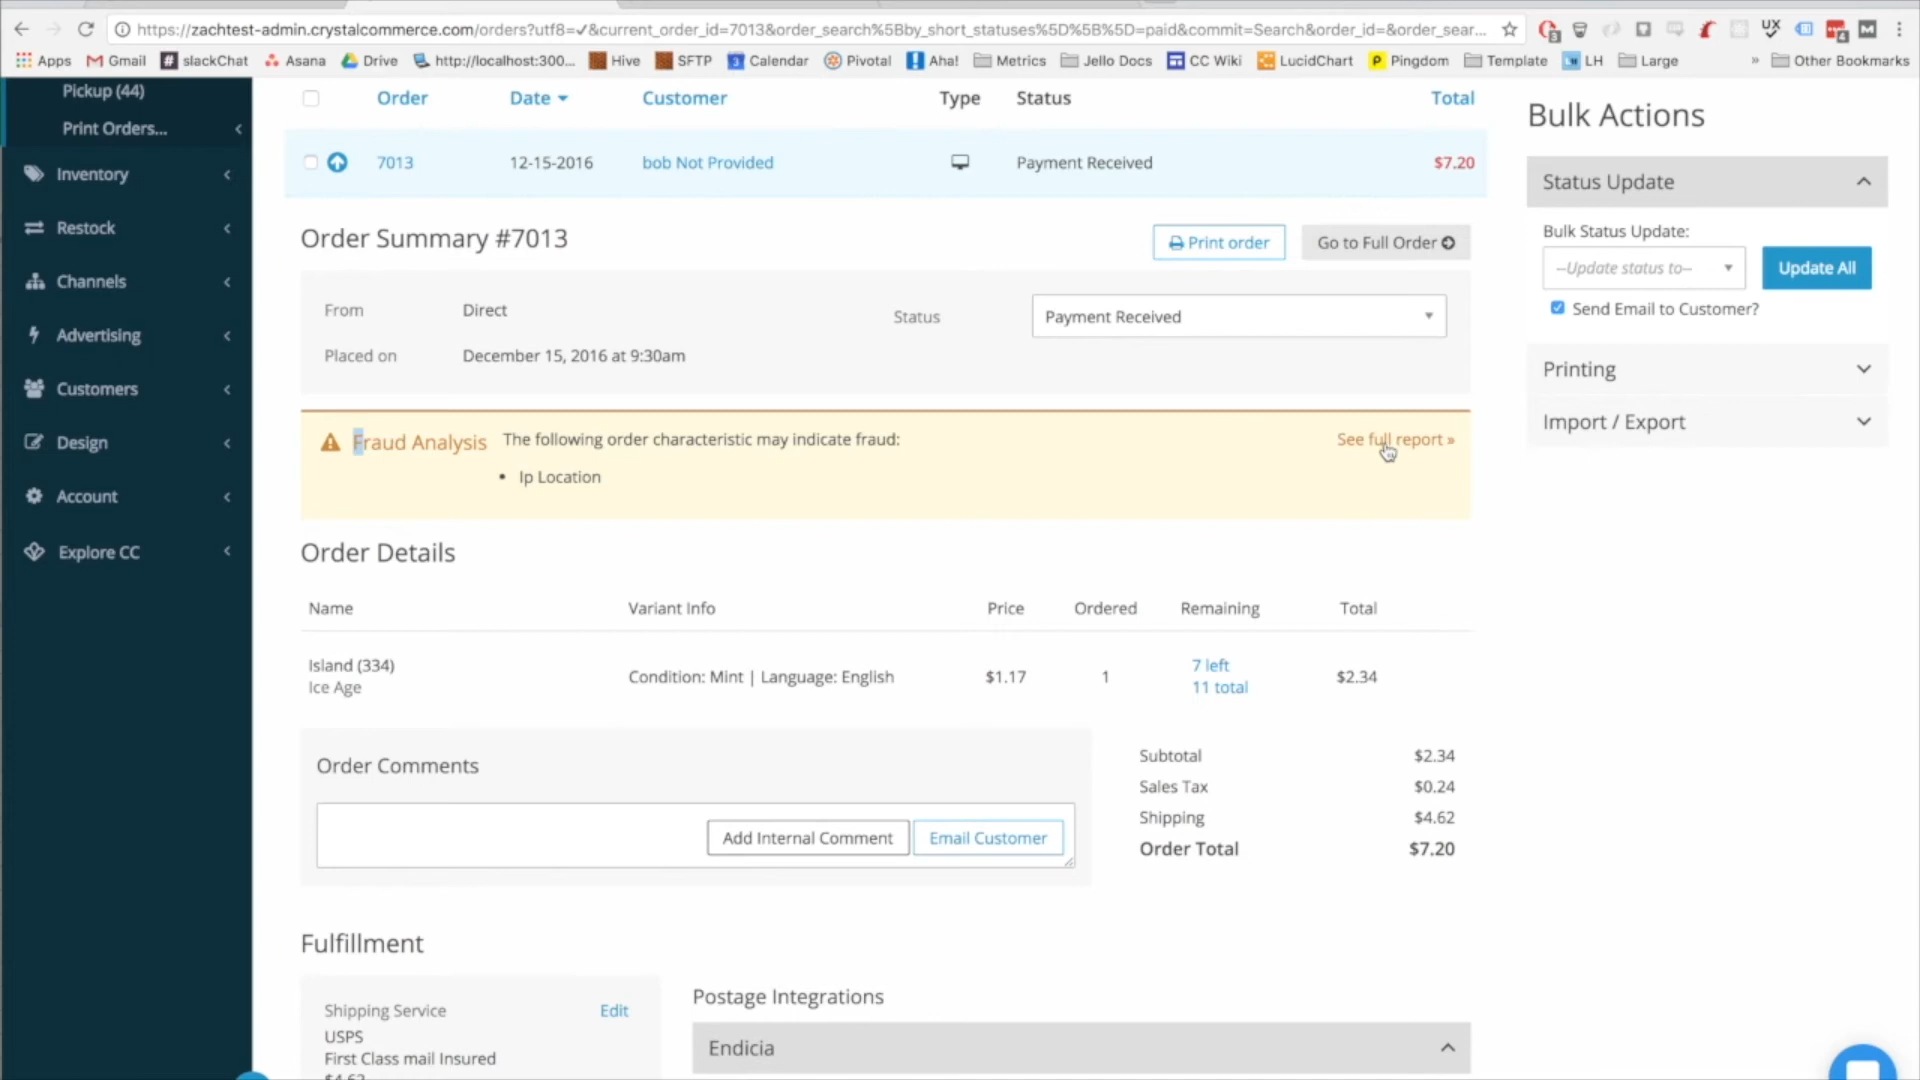 https://zachtest-admin.crystalcommerce.com/orders?utf8=✓&current_order_id=7013&order_search%5Bby_short_statuses%5D%5B%5D=paid&commit=Search&order_id=&order_sear...
Apps Gmail slackChat Asana Drive http://localhost:300... Hive SFTP Calendar Pivotal Aha! Metrics Jello Docs CC Wiki LucidChart Pingdom Template LH Large » Other Bookmarks
Pickup (44)
Print Orders...
Inventory
Restock
Channels
Advertising
Customers
Design
Account
Explore CC
Order Date Customer Type Status Total
7013 12-15-2016 bob Not Provided Payment Received $7.20
Order Summary #7013
Print order
Go to Full Order
From Direct
Status Payment Received
Placed on December 15, 2016 at 9:30am
Fraud Analysis The following order characteristic may indicate fraud:
See full report »
• Ip Location
Order Details
Name Variant Info Price Ordered Remaining Total
Island (334)
Ice Age
Condition: Mint | Language: English
$1.17
1
7 left
11 total
$2.34
Order Comments
Add Internal Comment
Email Customer
Subtotal $2.34
Sales Tax $0.24
Shipping $4.62
Order Total $7.20
Fulfillment
Shipping Service Edit
USPS
First Class mail Insured
$4.62
Postage Integrations
Endicia
Bulk Actions
Status Update
Bulk Status Update:
--Update status to--
Update All
Send Email to Customer?
Printing
Import / Export